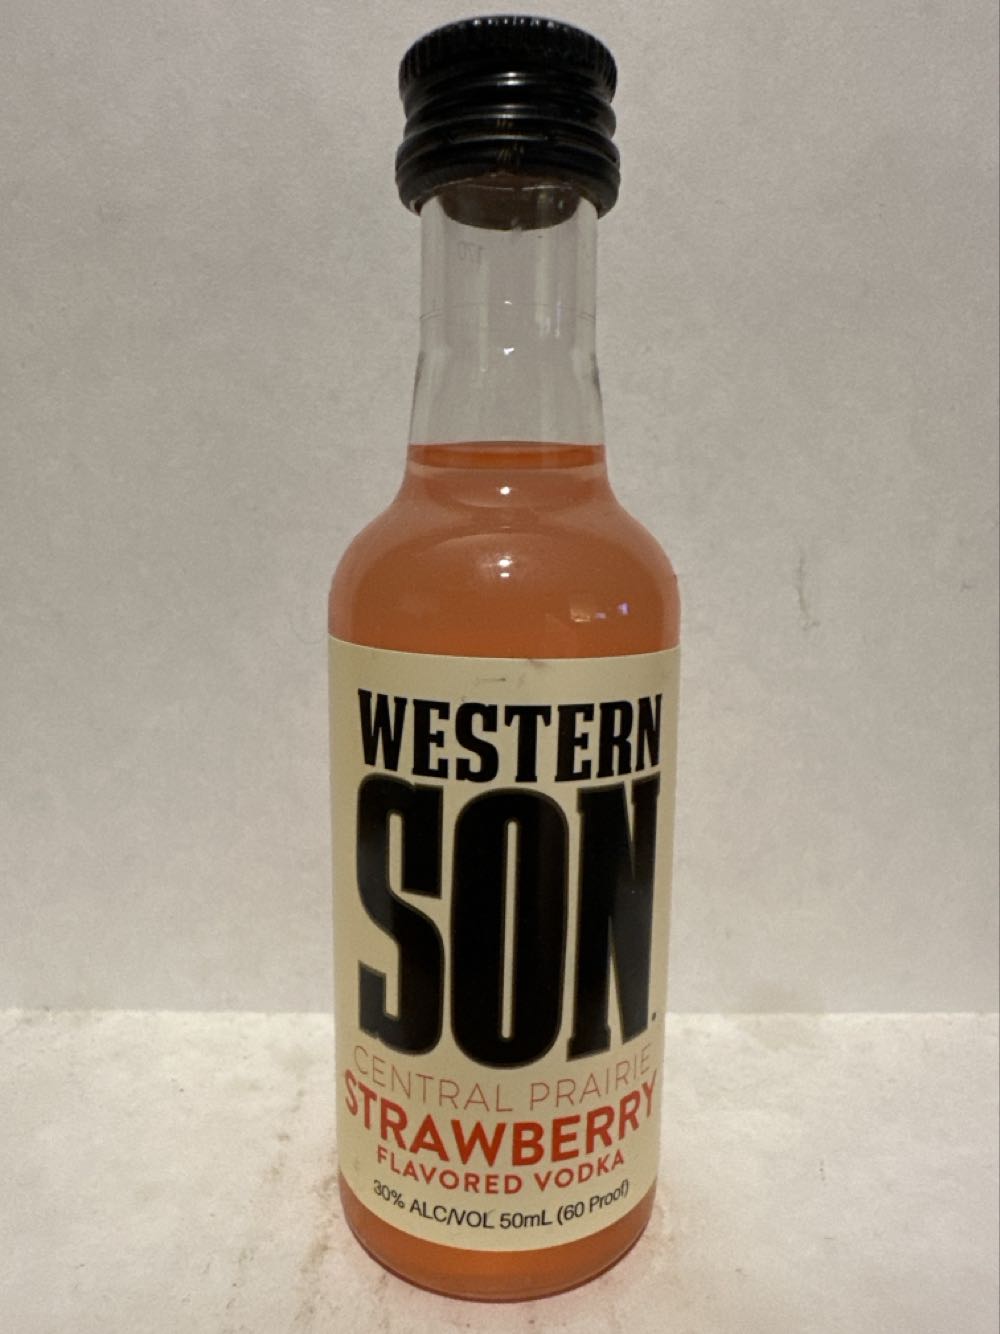 WESTERN
SON.
CENTRAL PRAIRIE
STRAWBERRY
FLAVORED VODKA
30% ALC/VOL 50mL (60 Proof)